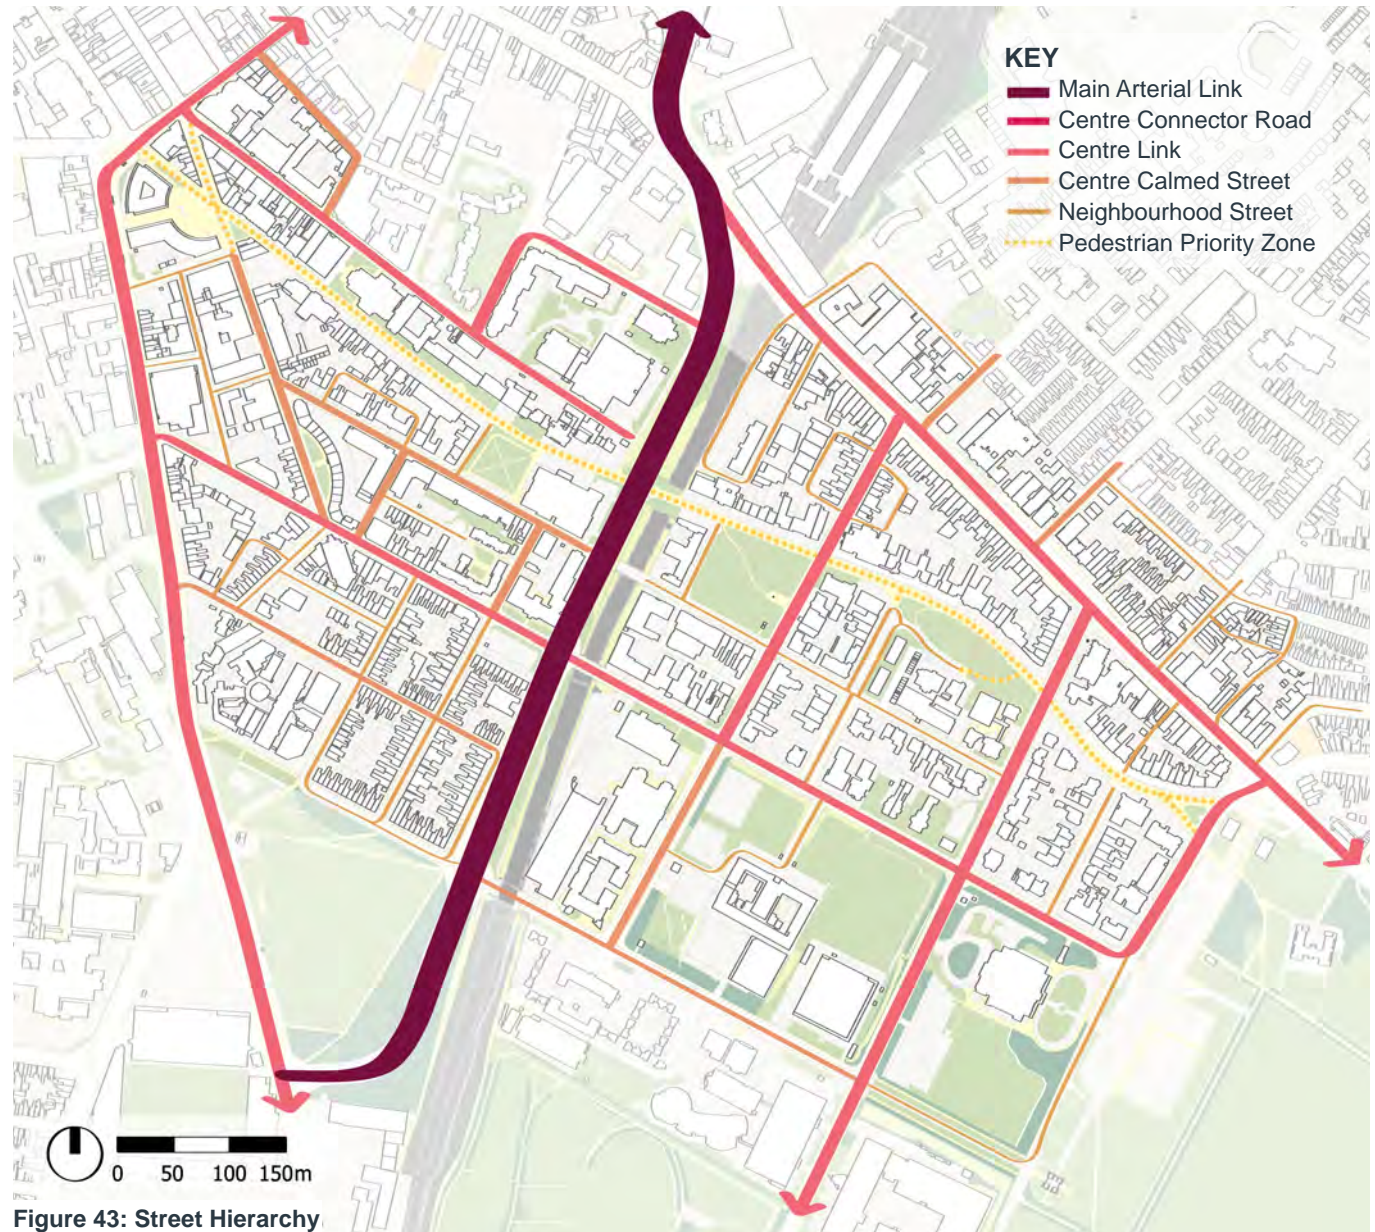 KEY
Main Arterial Link
Centre Connector Road
Centre Link
Centre Calmed Street
Neighbourhood Street
Pedestrian Priority Zone
0 50 100 150m
Figure 43: Street Hierarchy